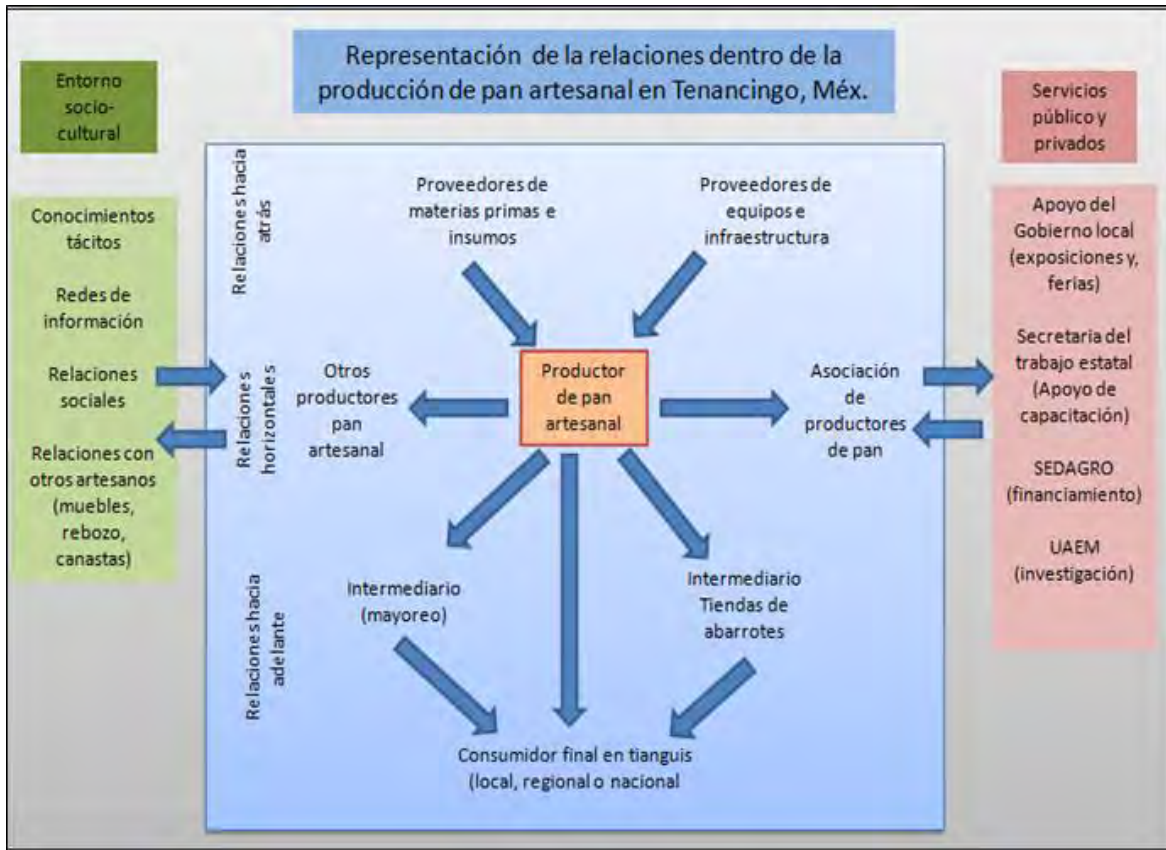 Representación de la relaciones dentro de la
producción de pan artesanal en Tenancingo, Méx.
Entorno
socio-
cultural
Conocimientos
tácitos
Redes de
información
Relaciones
sociales
Relaciones con
otros artesanos
(muebles,
rebozo,
canastas)
Relaciones hacia
atrás
Proveedores de
materias primas e
insumos
Proveedores de
equipos e
infraestructura
Relaciones
horizontales
Otros
productores
pan
artesanal
Productor
de pan
artesanal
Asociación
de
productores
de pan
Relaciones hacia
adelante
Intermediario
(mayoreo)
Intermediario
Tiendas de
abarrotes
Consumidor final en tianguis
(local, regional o nacional
Servicios
público y
privados
Apoyo del
Gobierno local
(exposiciones y,
ferias)
Secretaria del
trabajo estatal
(Apoyo de
capacitación)
SEDAGRO
(financiamiento)
UAEM
(investigación)